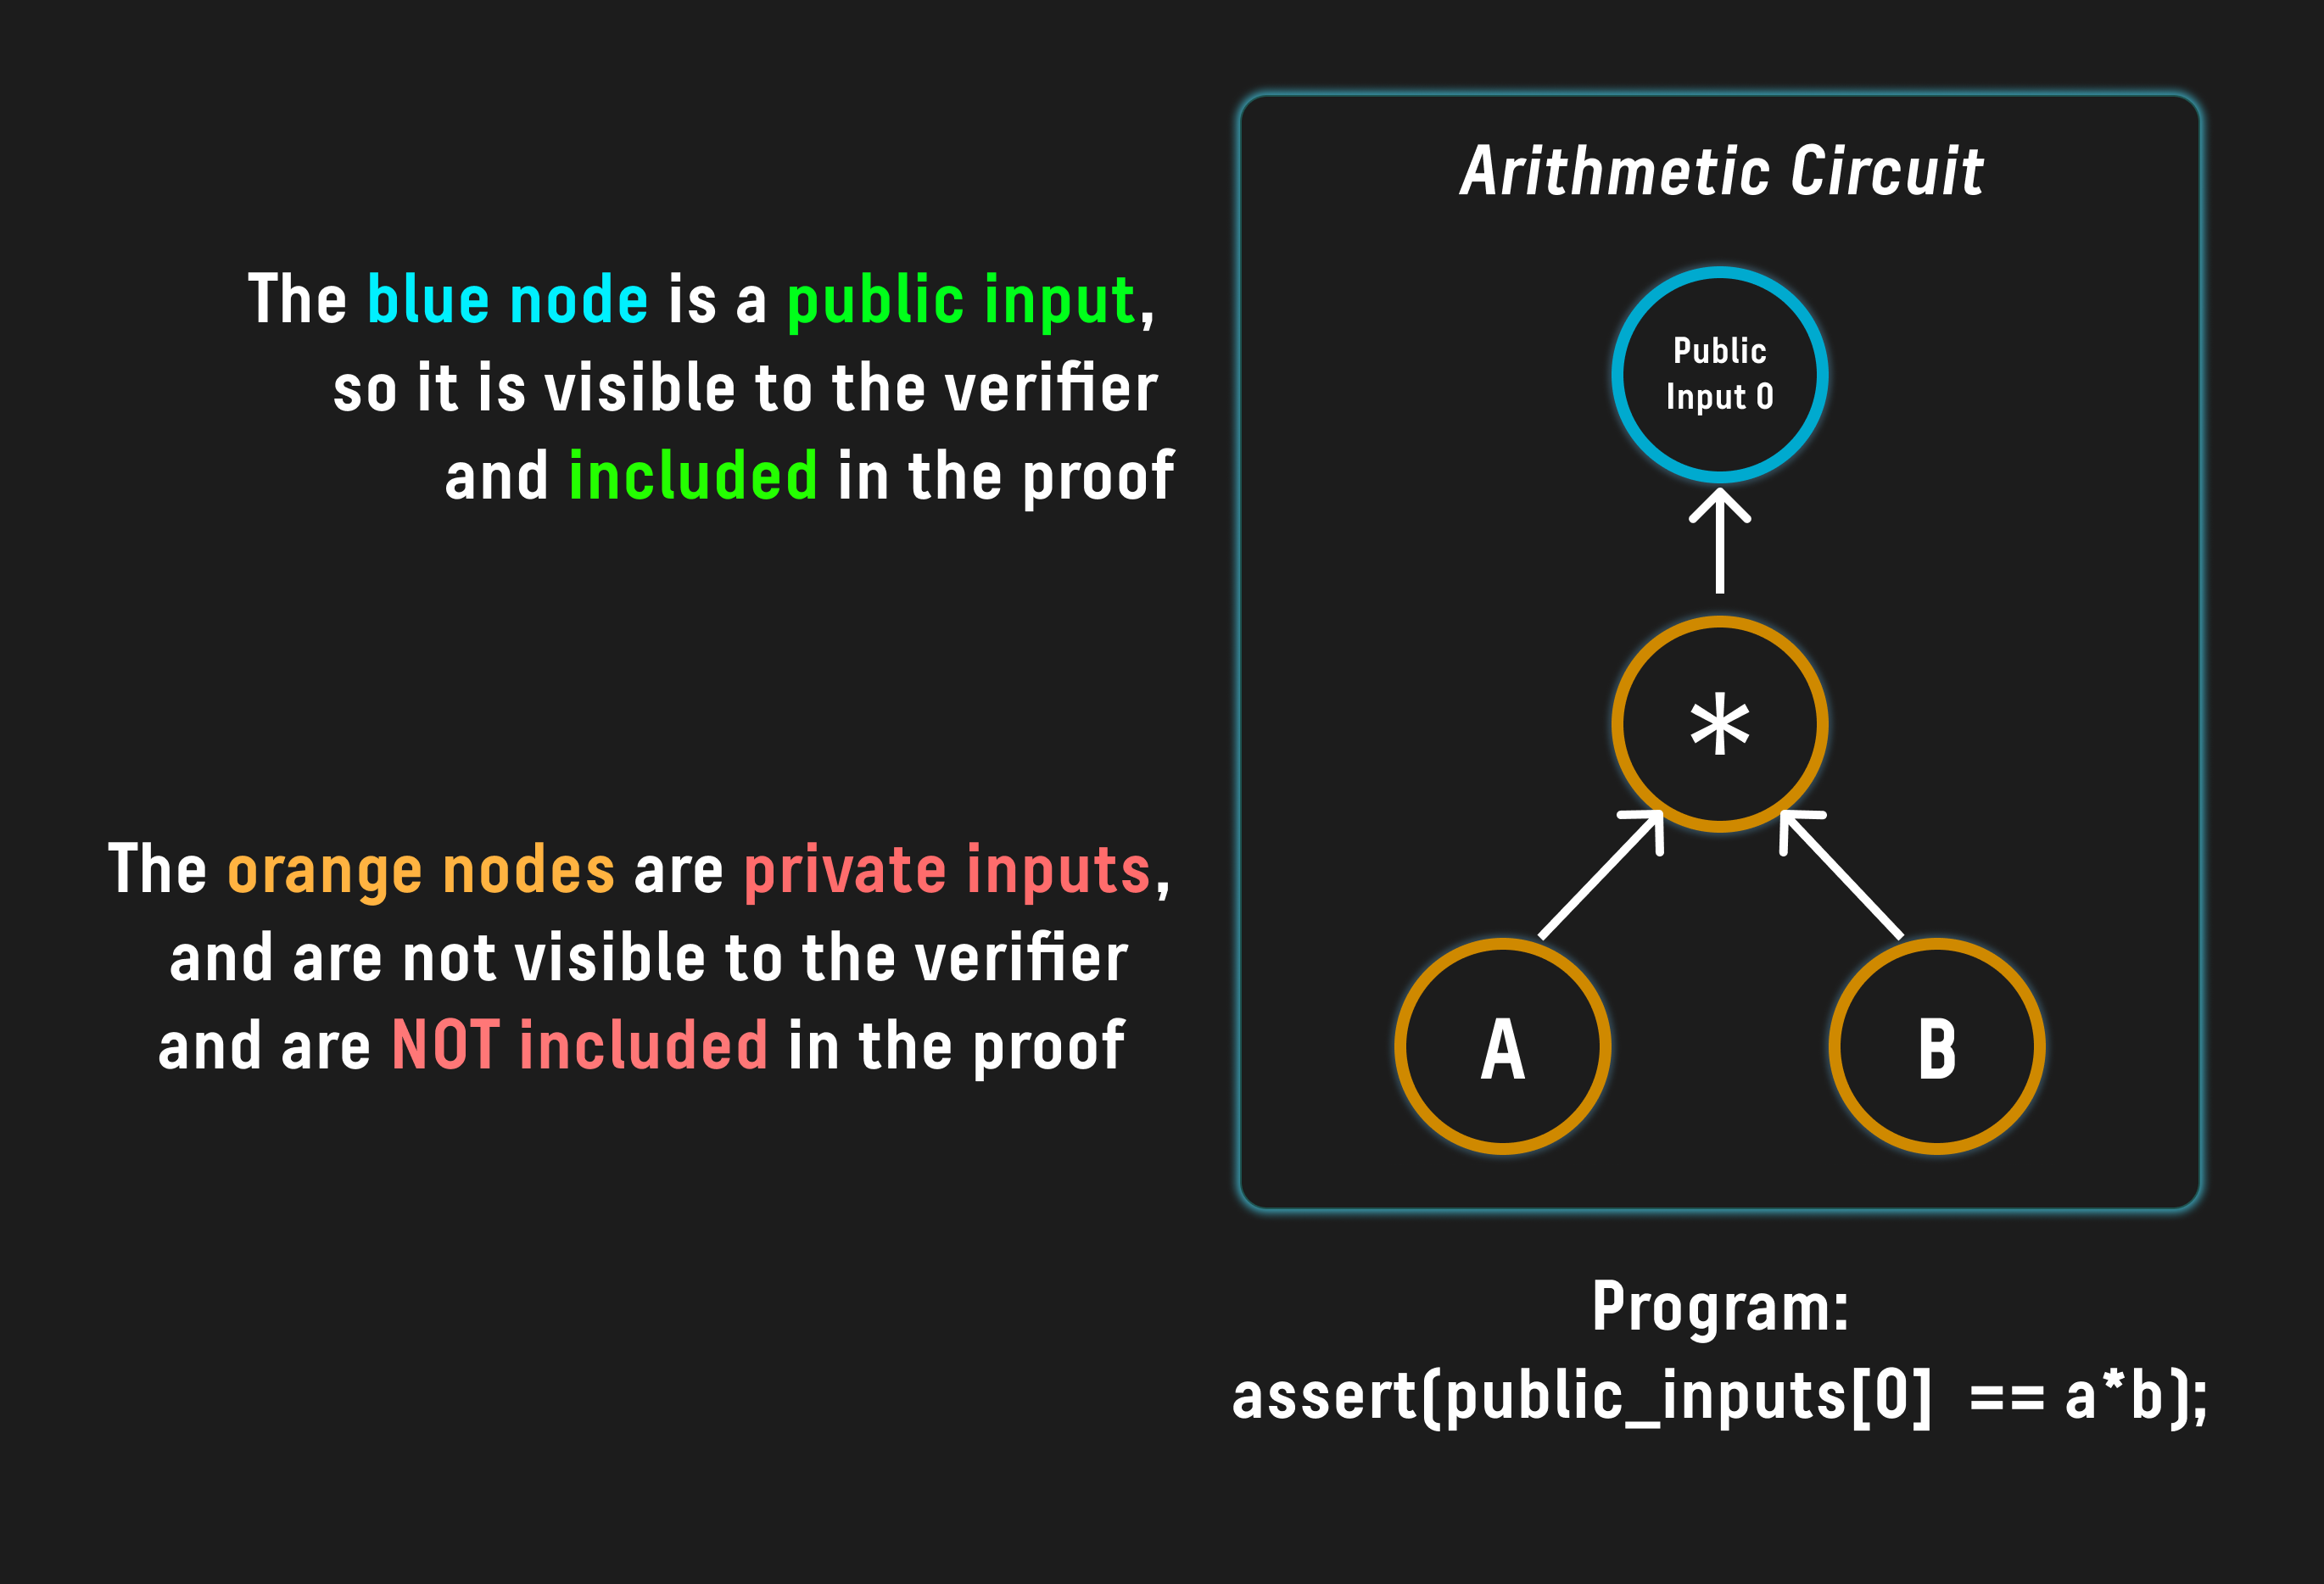 Arithmetic Circuit
The blue node is a public input,
so it is visible to the verifier
and included in the proof
Public
Input 0
*
The orange nodes are private inputs,
and are not visible to the verifier
and are NOT included in the proof
A
B
Program:
assert(public_inputs[0] == a*b);